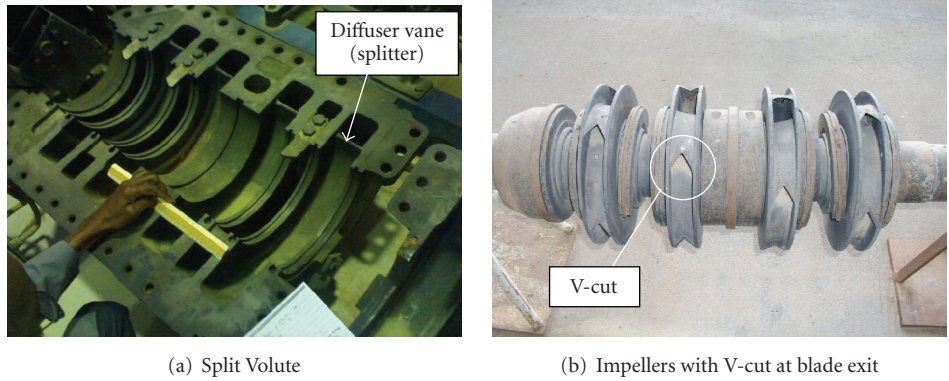 Diffuser vane
(splitter)
V-cut
(a) Split Volute
(b) Impellers with V-cut at blade exit